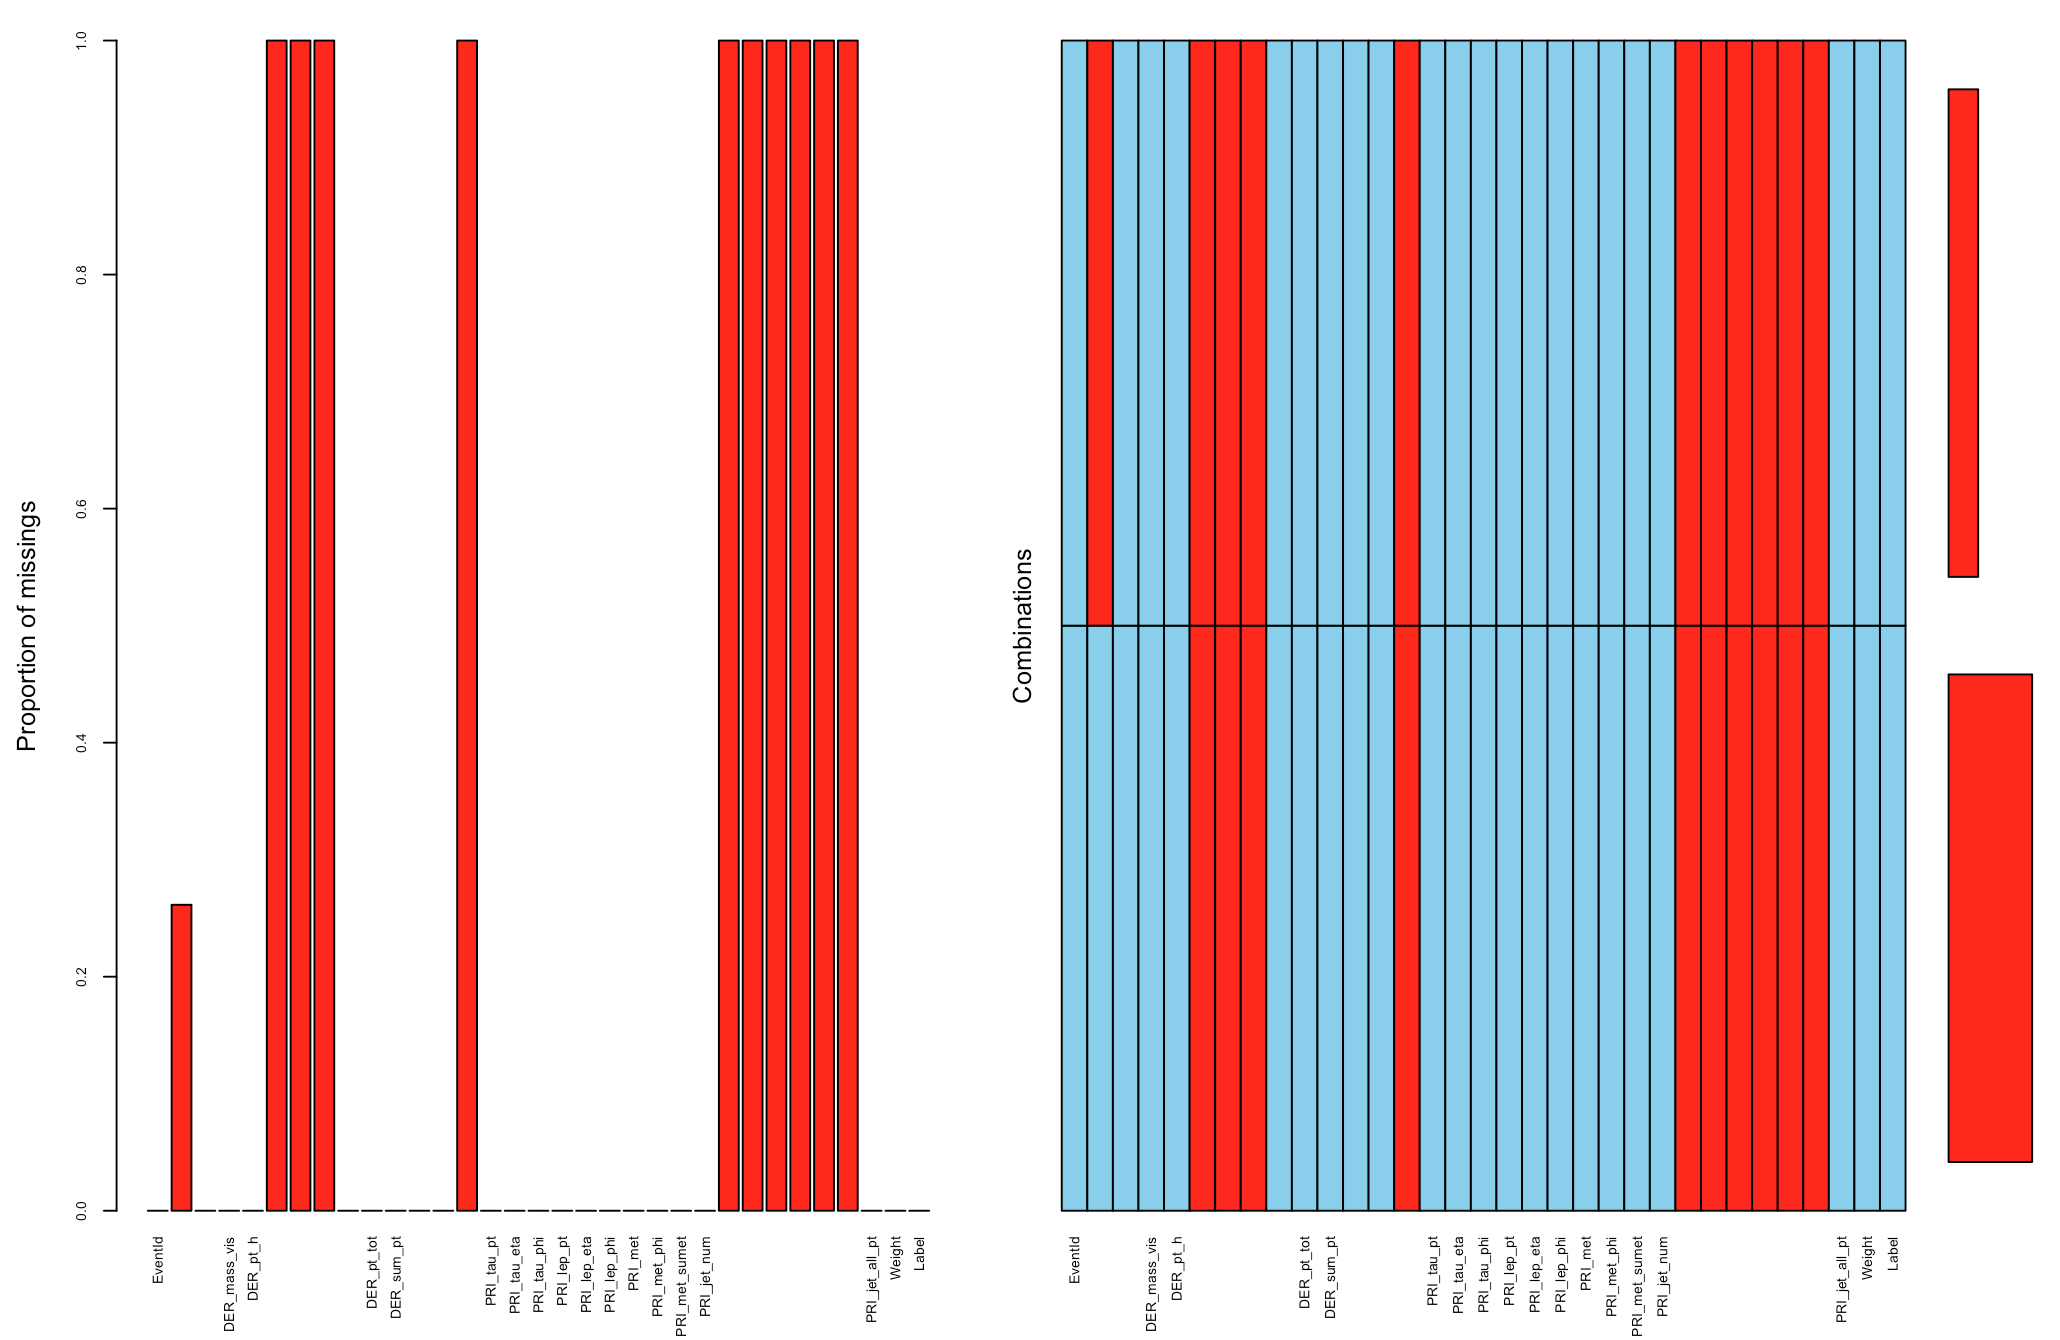 Proportion of missings
1.0
0.8
0.6
0.4
0.2
0.0
EventId
DER_mass_vis
DER_pt_h
DER_pt_tot
DER_sum_pt
PRI_tau_pt
PRI_tau_eta
PRI_tau_phi
PRI_lep_pt
PRI_lep_eta
PRI_lep_phi
PRI_met
PRI_met_phi
PRI_met_sumet
PRI_jet_num
PRI_jet_all_pt
Weight
Label
Combinations
EventId
DER_mass_vis
DER_pt_h
DER_pt_tot
DER_sum_pt
PRI_tau_pt
PRI_tau_eta
PRI_tau_phi
PRI_lep_pt
PRI_lep_eta
PRI_lep_phi
PRI_met
PRI_met_phi
PRI_met_sumet
PRI_jet_num
PRI_jet_all_pt
Weight
Label